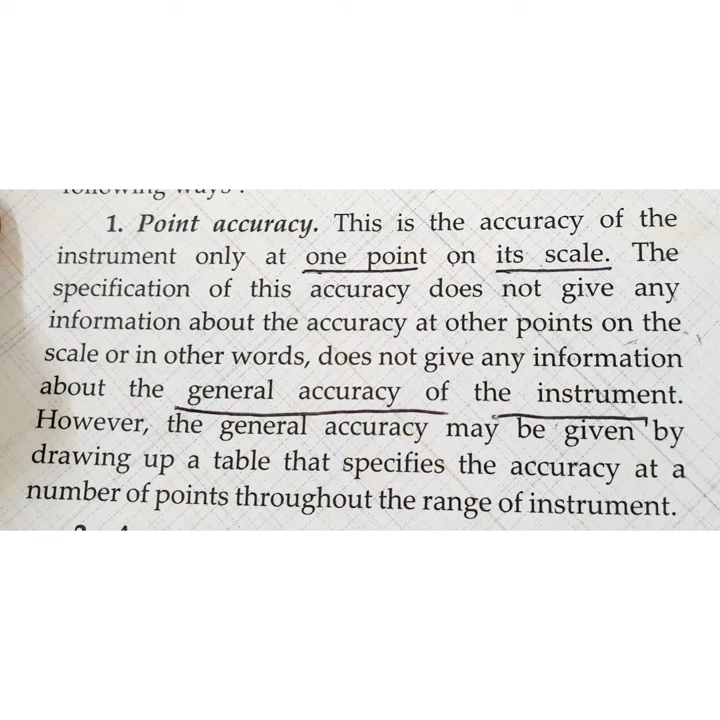 following ways :
1. Point accuracy. This is the accuracy of the
instrument only at one point on its scale. The
specification of this accuracy does not give any
information about the accuracy at other points on the
scale or in other words, does not give any information
about the general accuracy of the instrument.
However, the general accuracy may be given by
drawing up a table that specifies the accuracy at a
number of points throughout the range of instrument.